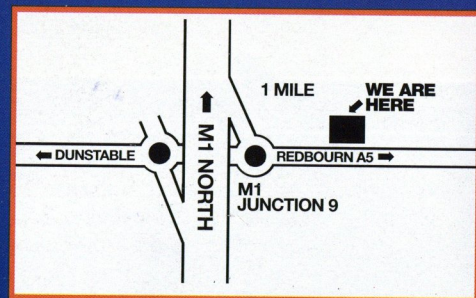 1 MILE
WE ARE
HERE
← DUNSTABLE
↑ M1 NORTH
REDBOURN A5 →
M1
JUNCTION 9